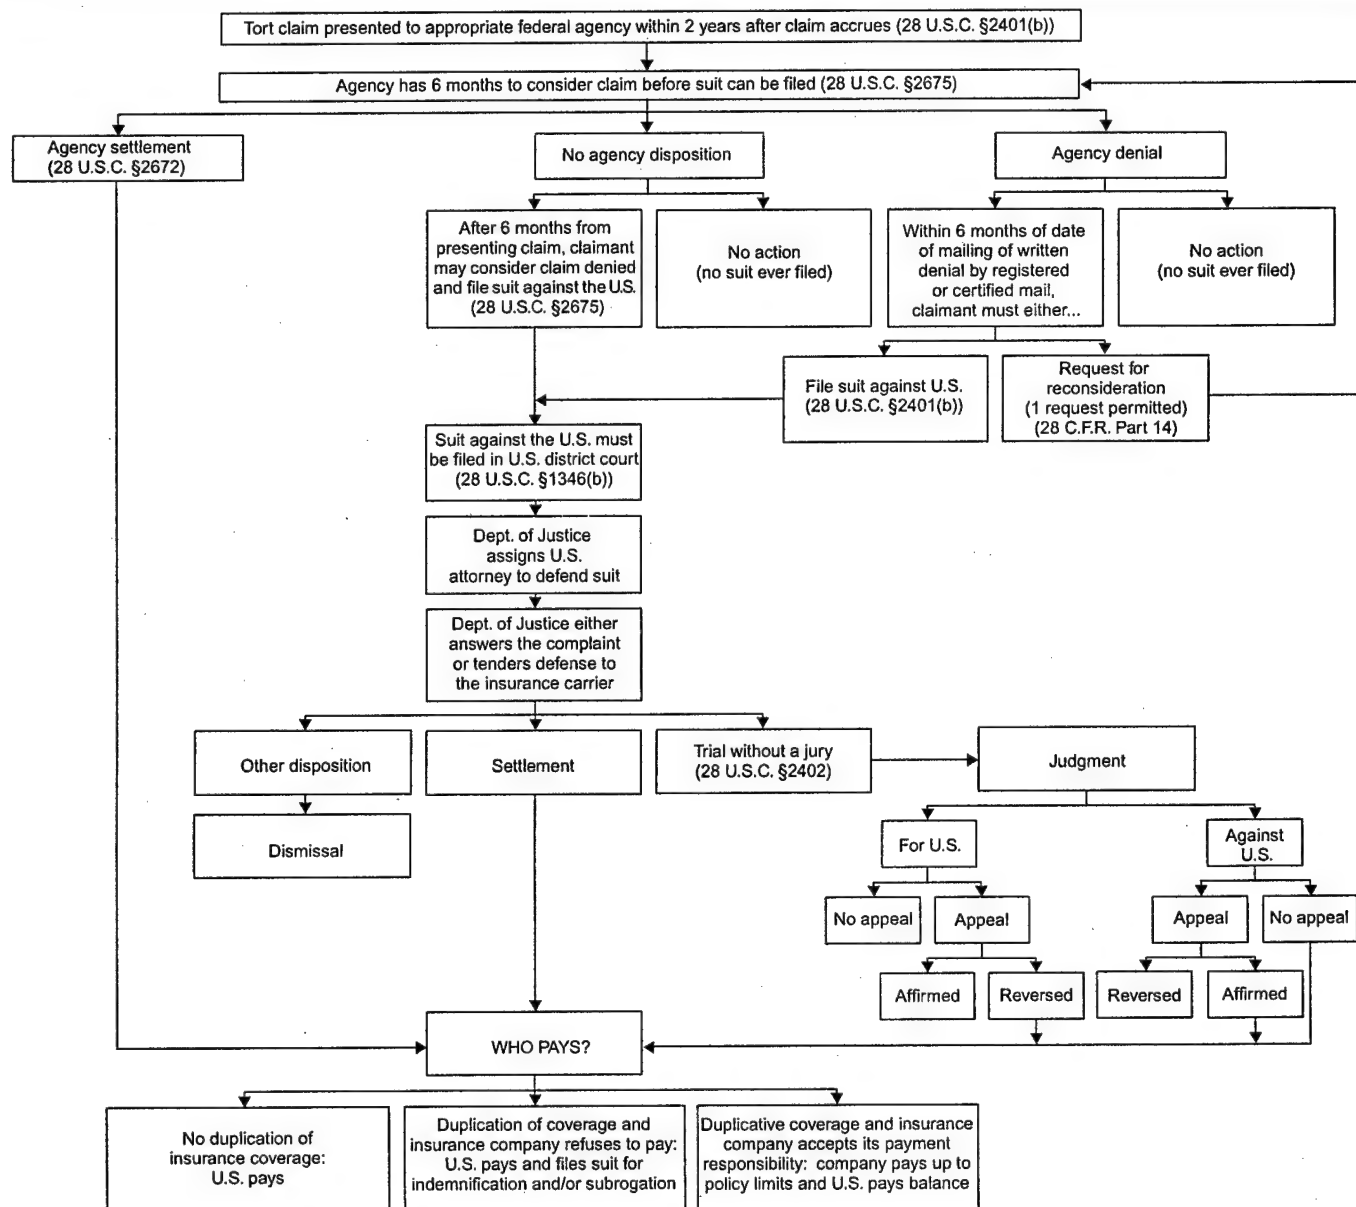 Tort claim presented to appropriate federal agency within 2 years after claim accrues (28 U.S.C. §2401(b))
Agency has 6 months to consider claim before suit can be filed (28 U.S.C. §2675)
Agency settlement
(28 U.S.C. §2672)
No agency disposition
Agency denial
After 6 months from
presenting claim, claimant
may consider claim denied
and file suit against the U.S.
(28 U.S.C. §2675)
No action
(no suit ever filed)
Within 6 months of date
of mailing of written
denial by registered
or certified mail,
claimant must either...
No action
(no suit ever filed)
File suit against U.S.
(28 U.S.C. §2401(b))
Request for
reconsideration
(1 request permitted)
(28 C.F.R. Part 14)
Suit against the U.S. must
be filed in U.S. district court
(28 U.S.C. §1346(b))
Dept. of Justice
assigns U.S.
attorney to defend suit
Dept. of Justice either
answers the complaint
or tenders defense to
the insurance carrier
Other disposition
Settlement
Trial without a jury
(28 U.S.C. §2402)
Judgment
Dismissal
For U.S.
Against
U.S.
No appeal
Appeal
Appeal
No appeal
Affirmed
Reversed
Reversed
Affirmed
WHO PAYS?
No duplication of
insurance coverage:
U.S. pays
Duplication of coverage and
insurance company refuses to pay:
U.S. pays and files suit for
indemnification and/or subrogation
Duplicative coverage and insurance
company accepts its payment
responsibility: company pays up to
policy limits and U.S. pays balance